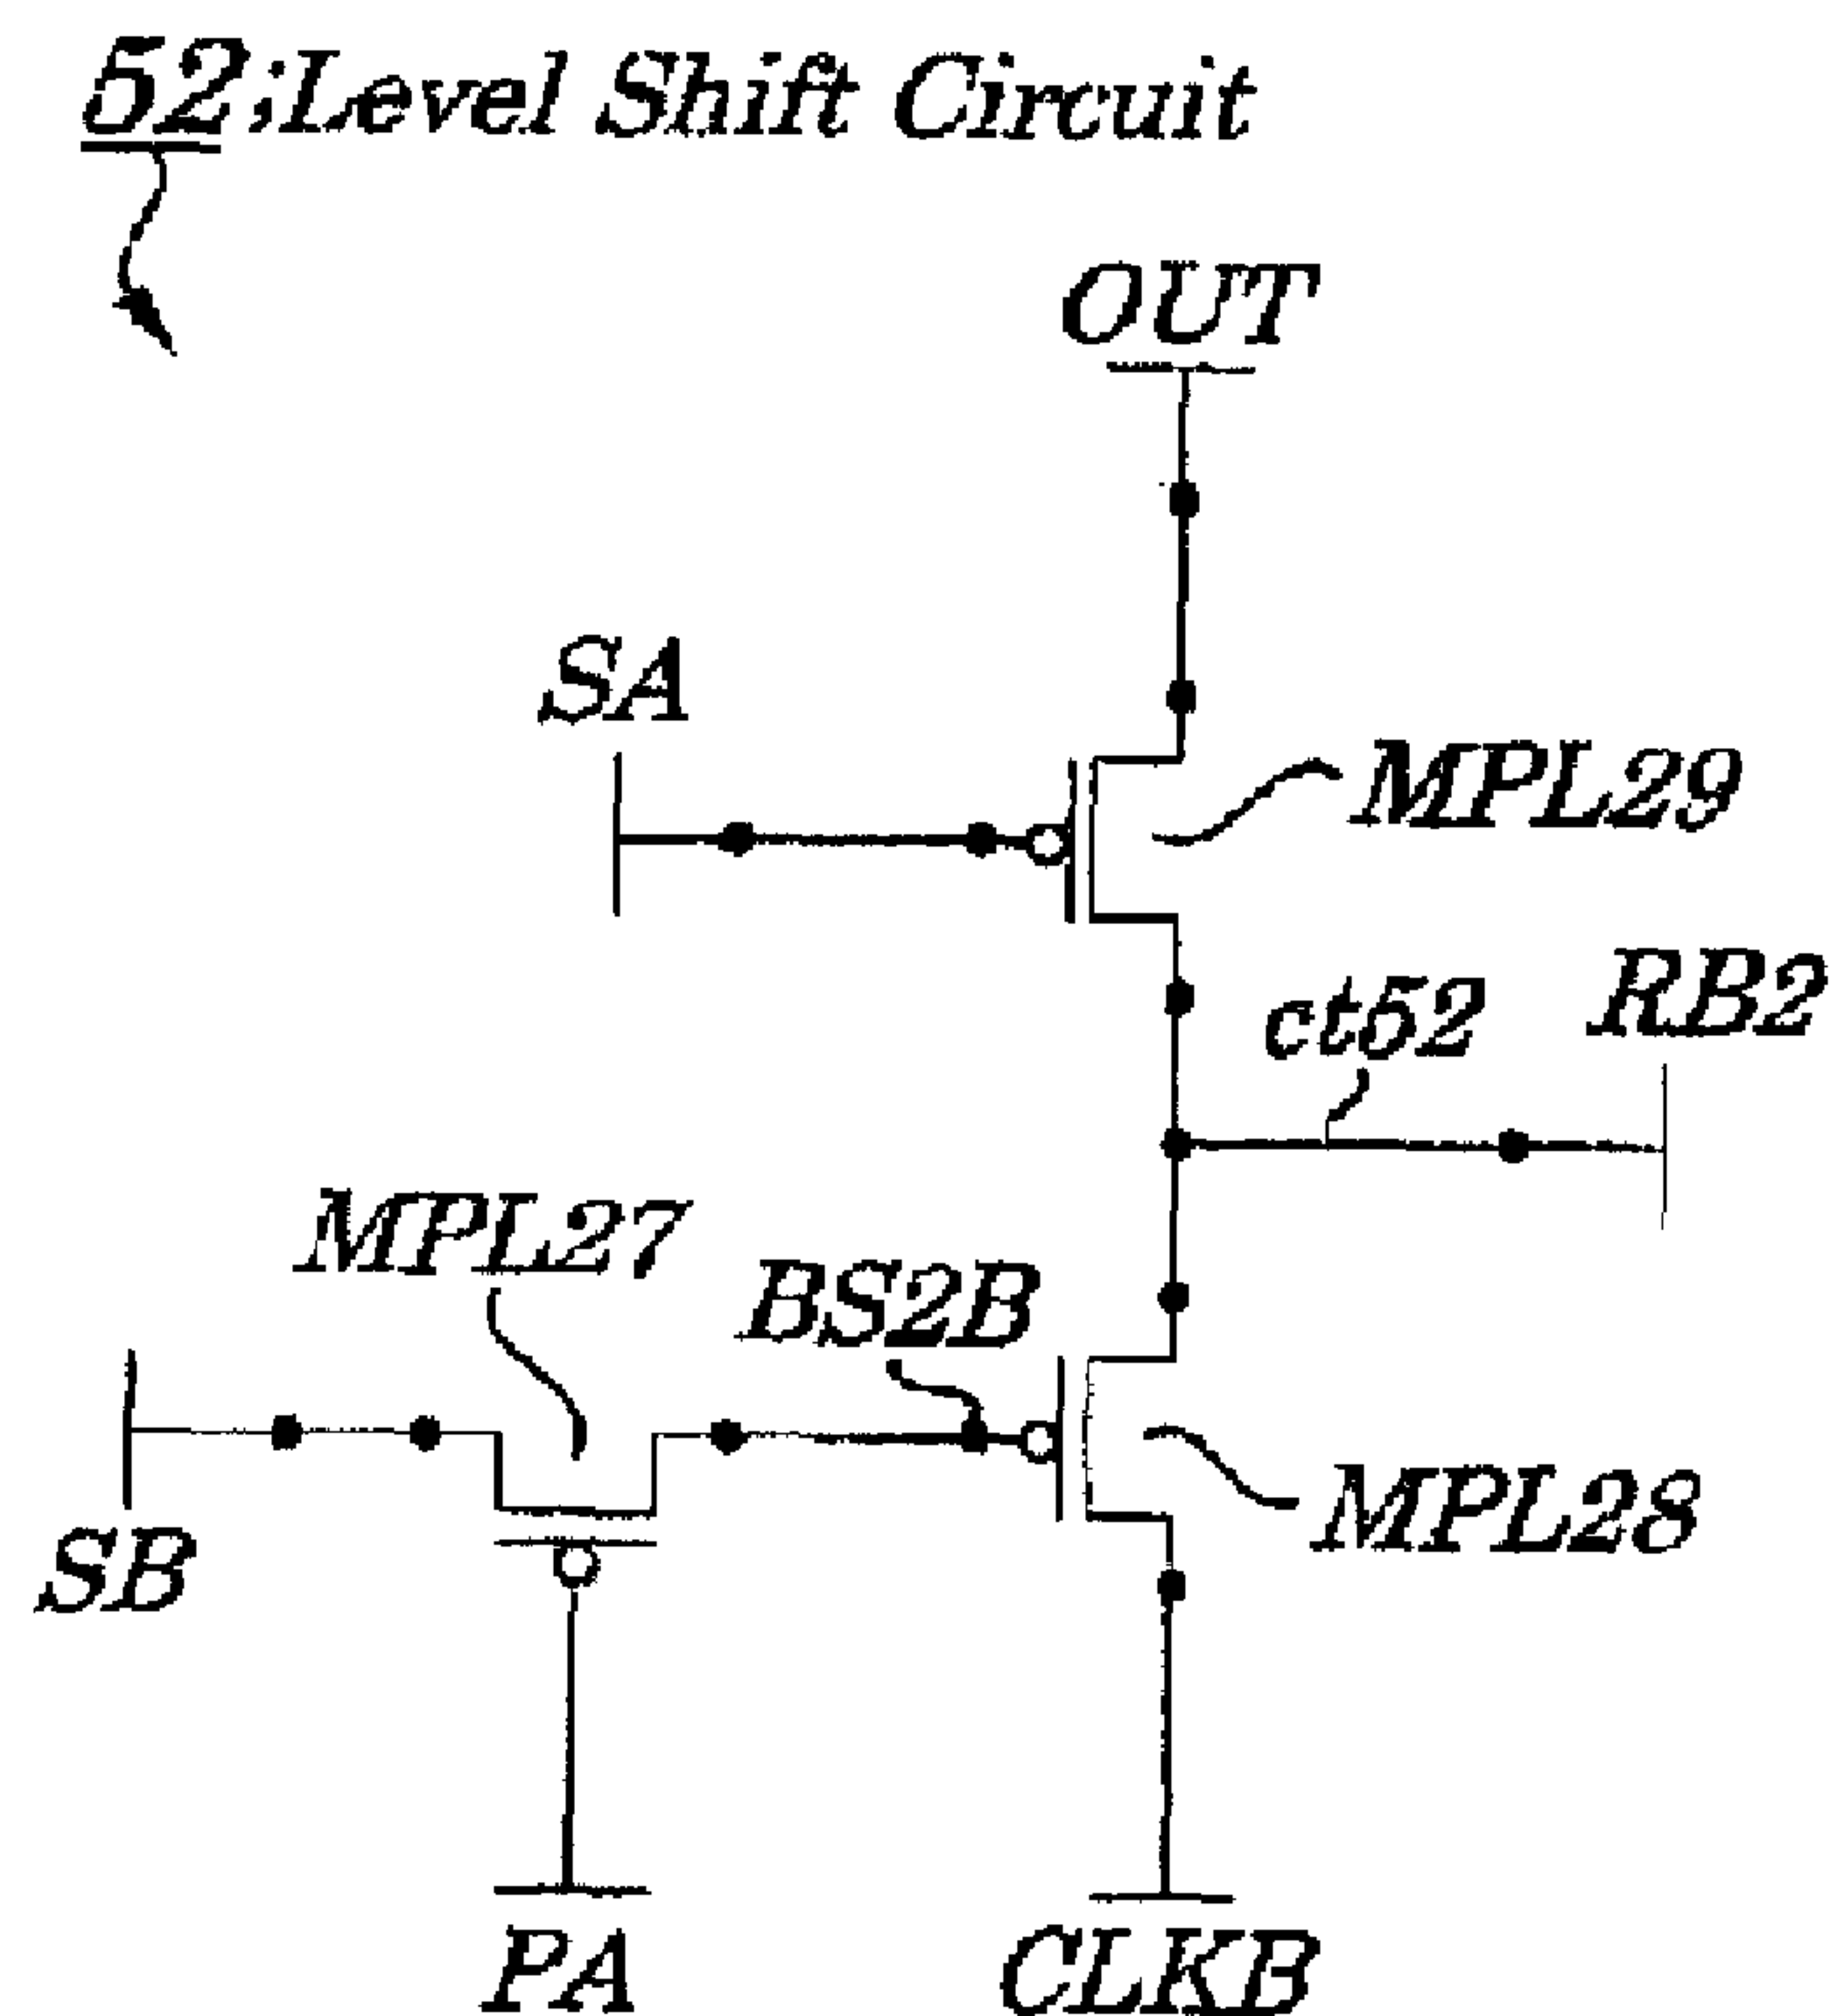 52:Level Shift Circuit
OUT
SA
MPL29
RB2
ct52
MPL27
BS2B
MPL28
SB
PA
CLKB